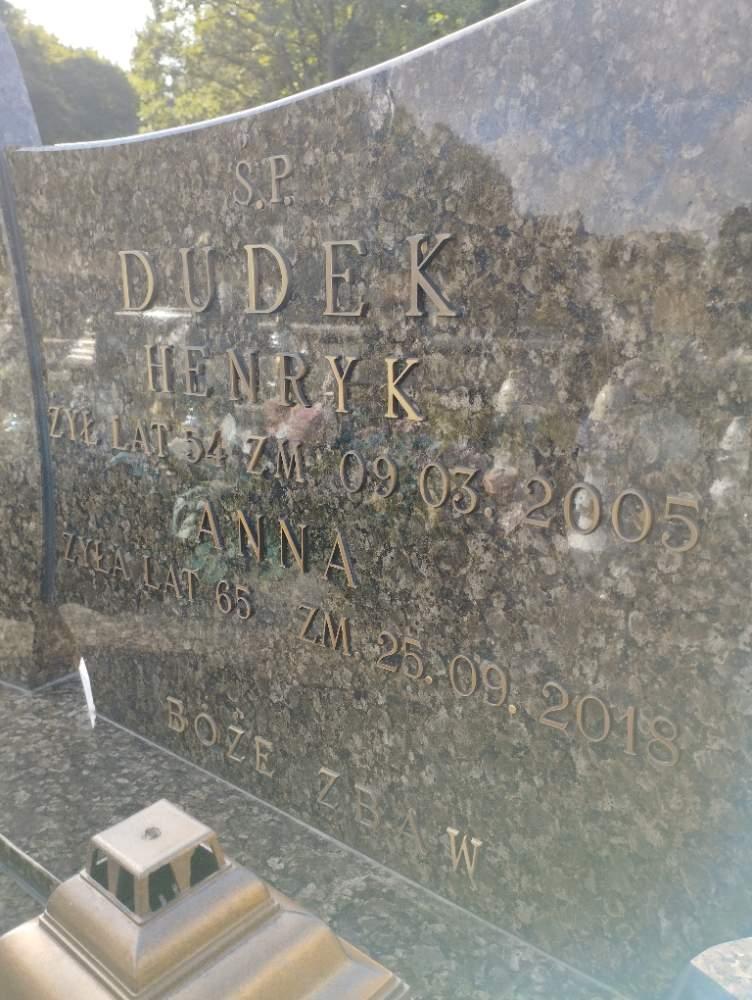 Ś.P.
DUDEK
HENRYK
ŻYŁ LAT 54 ZM. 09 03. 2005
ANNA
ŻYŁA LAT 65 ZM. 25.09.2018
BOŻE ZBAW